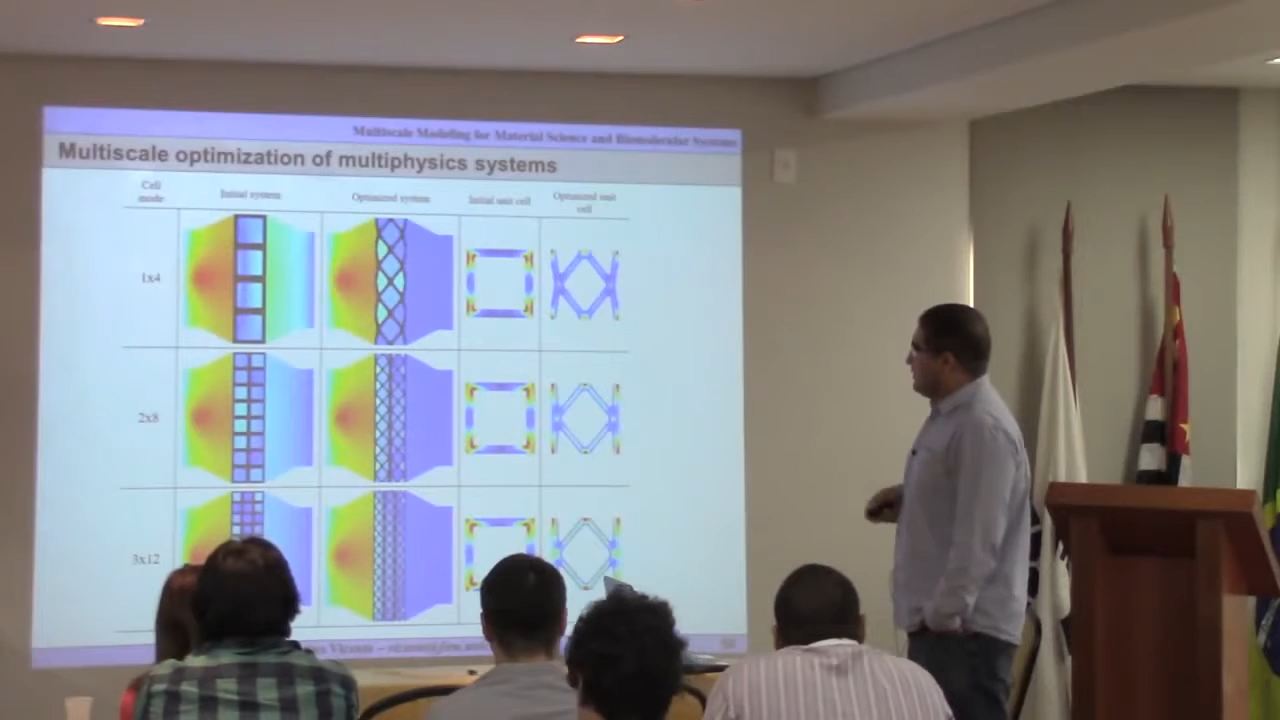 Multiscale Modeling for Material Science and Biomolecular Systems
Multiscale optimization of multiphysics systems
Cell mode
Initial system
Optimized system
Initial unit cell
Optimized unit cell
1x4
2x8
3x12
Vicente –